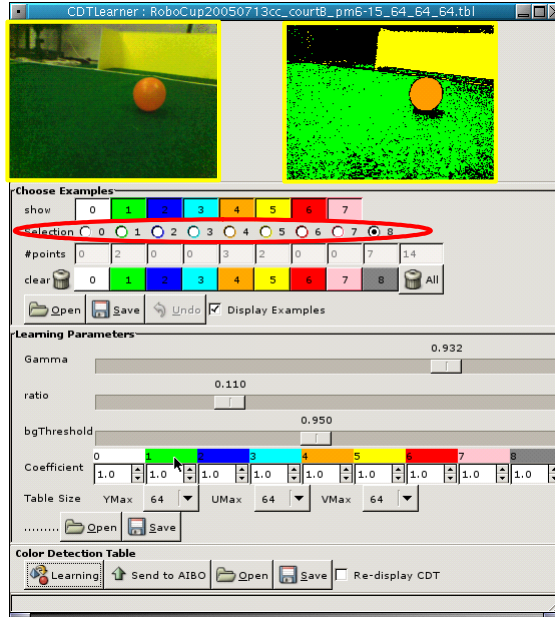 CDTLearner : RoboCup20050713cc_courtB_pm6-15_64_64_64.tbl
Choose Examples
show 0 1 2 3 4 5 6 7
Selection 0 1 2 3 4 5 6 7 8
#points 0 2 0 0 3 2 0 0 7 14
clear 0 1 2 3 4 5 6 7 8 All
Open Save Undo Display Examples
Learning Parameters
0.932
Gamma
0.110
ratio
0.950
bgThreshold
0 1 2 3 4 5 6 7 8
Coefficient 1.0 1.0 1.0 1.0 1.0 1.0 1.0 1.0 1.0
Table Size YMax 64 UMax 64 VMax 64
......... Open Save
Color Detection Table
Learning Send to AIBO Open Save Re-display CDT